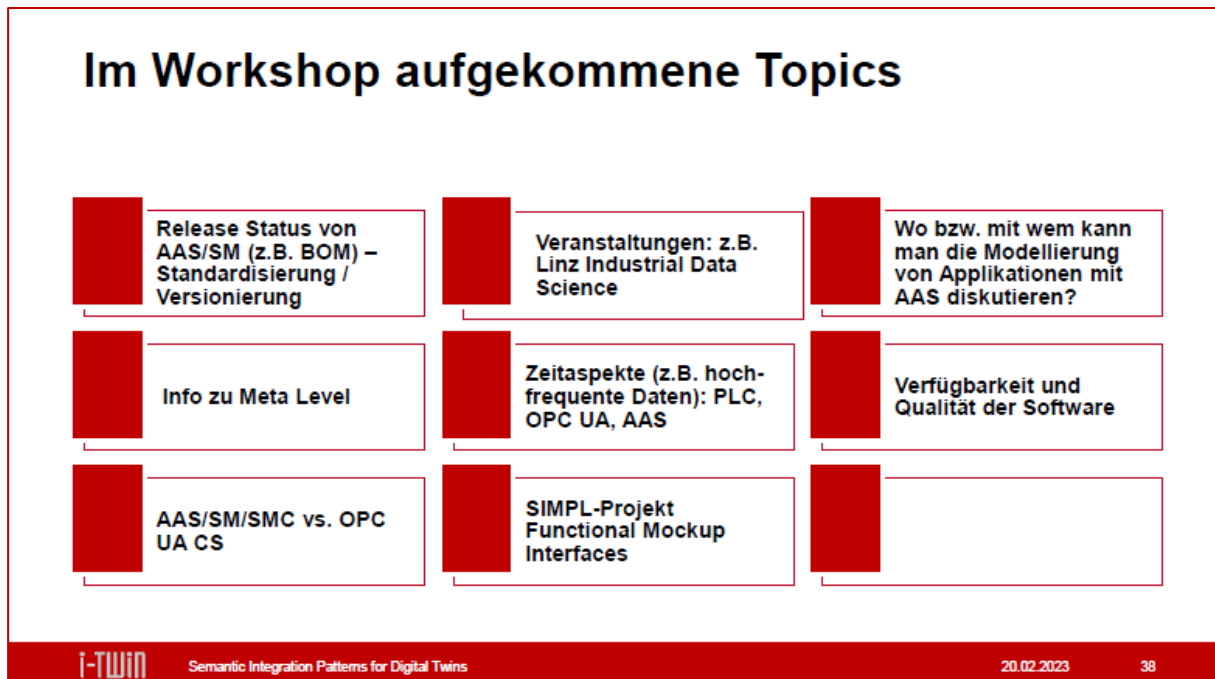 Im Workshop aufgekommene Topics
Release Status von
AAS/SM (z.B. BOM) –
Standardisierung /
Versionierung
Veranstaltungen: z.B.
Linz Industrial Data
Science
Wo bzw. mit wem kann
man die Modellierung
von Applikationen mit
AAS diskutieren?
Info zu Meta Level
Zeitaspekte (z.B. hoch-
frequente Daten): PLC,
OPC UA, AAS
Verfügbarkeit und
Qualität der Software
AAS/SM/SMC vs. OPC
UA CS
SIMPL-Projekt
Functional Mockup
Interfaces
i-TWiN Semantic Integration Patterns for Digital Twins 20.02.2023 38